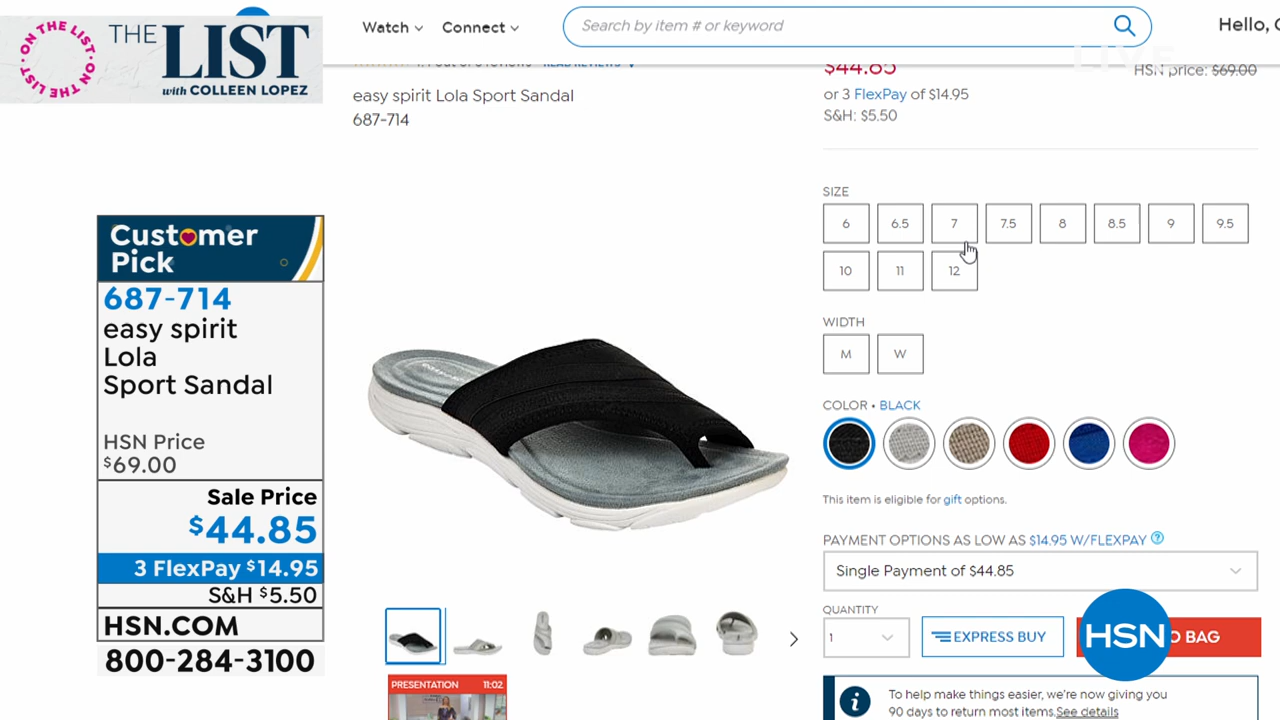 ON THE LIST • ON THE LIST •
THE
LIST
with COLLEEN LOPEZ
Watch
Connect
Search by item # or keyword
Hello,
LIVE
READ REVIEWS
easy spirit Lola Sport Sandal
687-714
$44.85
HSN price: $69.00
or 3 FlexPay of $14.95
S&H: $5.50
Customer
Pick
687-714
easy spirit
Lola
Sport Sandal
HSN Price
$69.00
Sale Price
$44.85
3 FlexPay $14.95
S&H $5.50
HSN.COM
800-284-3100
SIZE
6 6.5 7 7.5 8 8.5 9 9.5
10 11 12
WIDTH
M W
COLOR • BLACK
This item is eligible for gift options.
PAYMENT OPTIONS AS LOW AS $14.95 W/FLEXPAY ?
Single Payment of $44.85
QUANTITY
1
EXPRESS BUY
HSN
BAG
PRESENTATION 11:02
i
To help make things easier, we're now giving you
90 days to return most items. See details